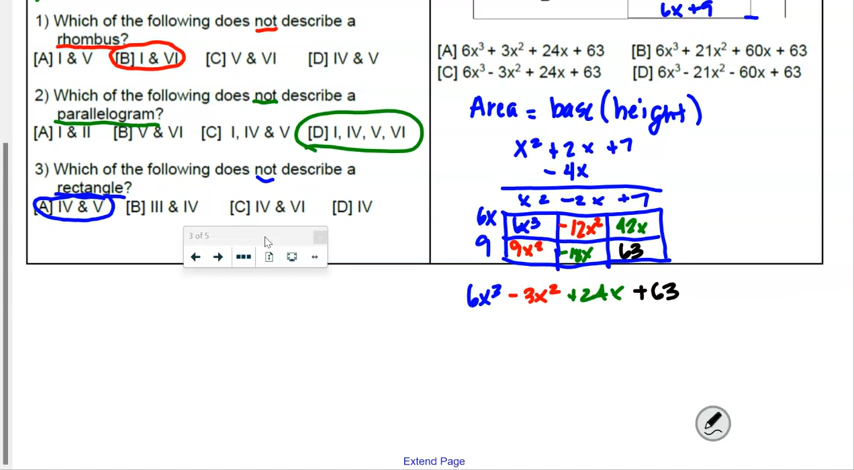 1) Which of the following does not describe a
rhombus?
[A] I & V [B] I & VI [C] V & VI [D] IV & V
2) Which of the following does not describe a
parallelogram?
[A] I & II [B] V & VI [C] I, IV & V [D] I, IV, V, VI
3) Which of the following does not describe a
rectangle?
[A] IV & V [B] III & IV [C] IV & VI [D] IV
3 of 5
6x+9
[A] 6x³ + 3x² + 24x + 63 [B] 6x³ + 21x² + 60x + 63
[C] 6x³ - 3x² + 24x + 63 [D] 6x³ - 21x² - 60x + 63
Area = base (height)
x² + 2x + 7
- 4x
x² - 2x + 7
6x 6x³ -12x² 42x
9 9x² -18x 63
6x³ - 3x² + 24x + 63
Extend Page